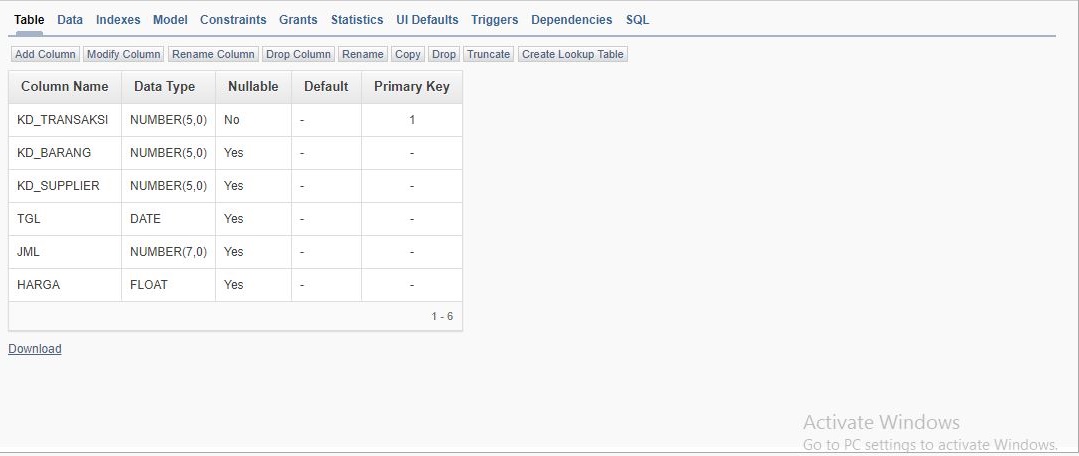 Table Data Indexes Model Constraints Grants Statistics UI Defaults Triggers Dependencies SQL
Add Column Modify Column Rename Column Drop Column Rename Copy Drop Truncate Create Lookup Table
Column Name Data Type Nullable Default Primary Key
KD_TRANSAKSI NUMBER(5,0) No - 1
KD_BARANG NUMBER(5,0) Yes - -
KD_SUPPLIER NUMBER(5,0) Yes - -
TGL DATE Yes - -
JML NUMBER(7,0) Yes - -
HARGA FLOAT Yes - -
1 - 6
Download
Activate Windows
Go to PC settings to activate Windows.